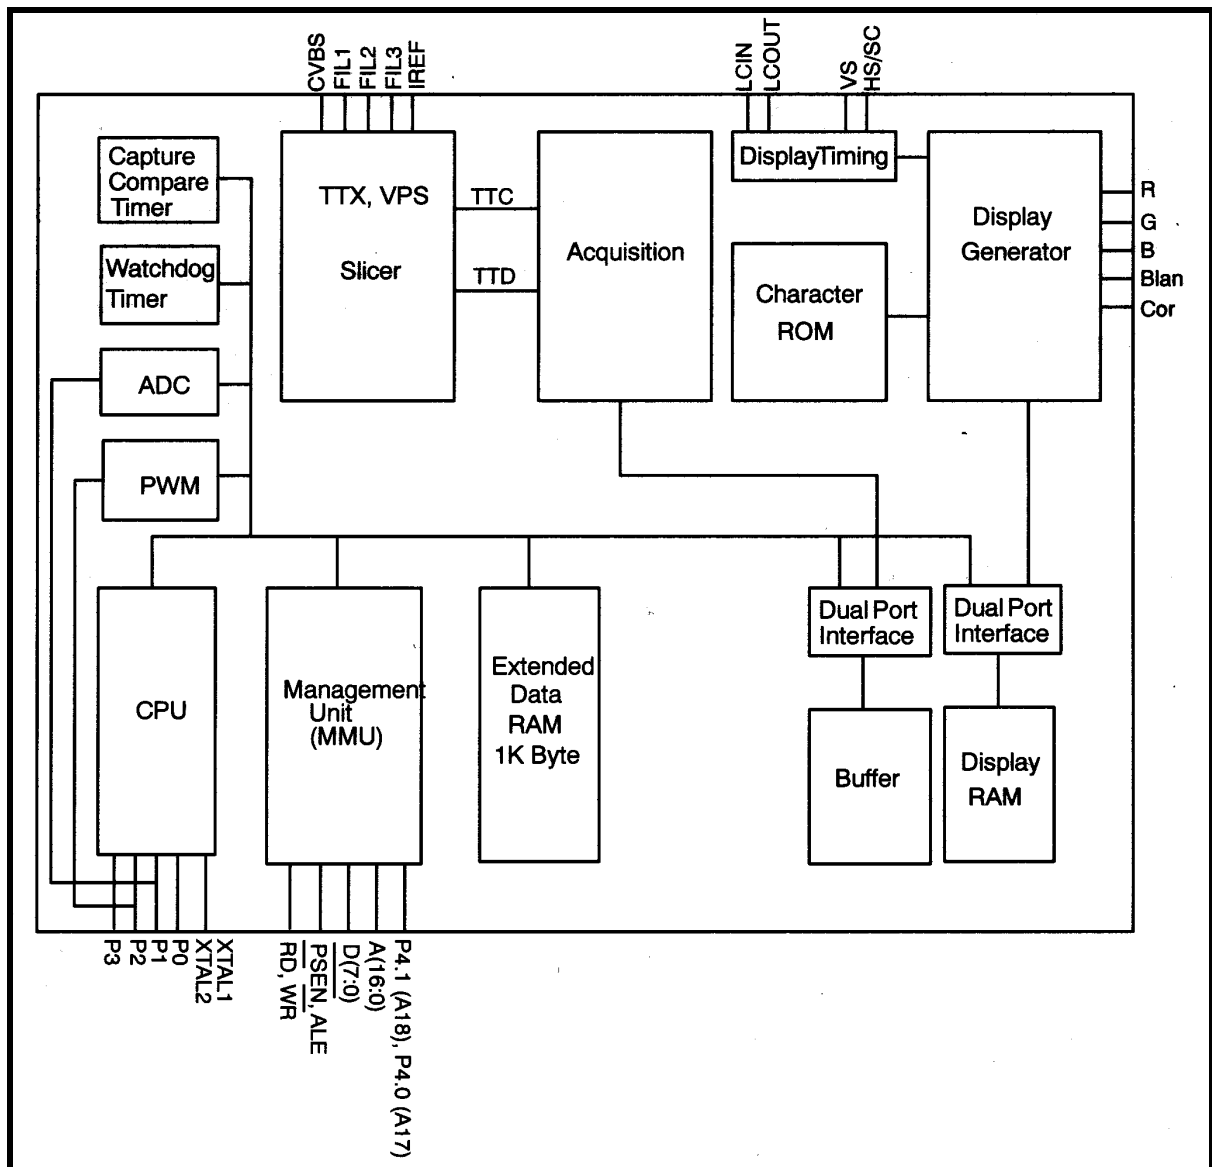 CVBS
FIL1
FIL2
FIL3
IREF
LCIN
LCOUT
VS
HS/SC
Capture
Compare
Timer
Watchdog
Timer
ADC
PWM
TTX, VPS
Slicer
TTC
TTD
Acquisition
DisplayTiming
Character
ROM
Display
Generator
R
G
B
Blan
Cor
CPU
Management
Unit
(MMU)
Extended
Data
RAM
1K Byte
Dual Port
Interface
Dual Port
Interface
Buffer
Display
RAM
P3
P2
P1
P0
XTAL2
XTAL1
RD, WR
PSEN, ALE
D(7:0)
A(16:0)
P4.1 (A18), P4.0 (A17)